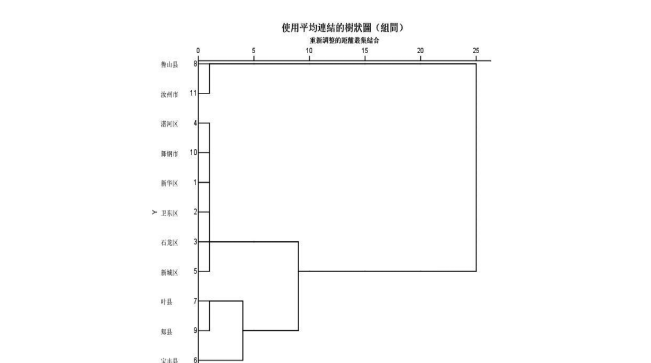 使用平均連結的樹狀圖（組間）
重新調整的距離叢集結合
0 5 10 15 20 25
鲁山县 8
汝州市 11
湛河区 4
舞钢市 10
新华区 1
Y 卫东区 2
石龙区 3
新城区 5
叶县 7
郏县 9
宝丰县 6